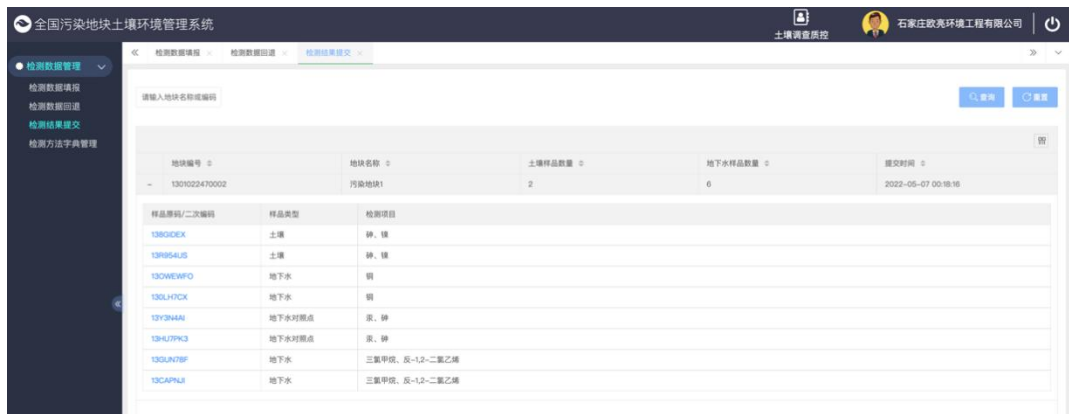 全国污染地块土壤环境管理系统
土壤调查质控
石家庄欧亮环境工程有限公司
检测数据管理
检测数据填报
检测数据回退
检测结果提交
检测方法字典管理
检测数据填报 × 检测数据回退 × 检测结果提交 ×
请输入地块名称或编码 查询 重置
地块编号 地块名称 土壤样品数量 地下水样品数量 提交时间
− 1301022470002 污染地块1 2 6 2022-05-07 00:18:16
样品原码/二次编码 样品类型 检测项目
138GIDEX 土壤 砷、镍
13R954US 土壤 砷、镍
13OWEWFO 地下水 铜
130LH7CX 地下水 铜
13Y3N4AI 地下水对照点 汞、砷
13HU7PK3 地下水对照点 汞、砷
13GUN78F 地下水 三氯甲烷、反-1,2-二氯乙烯
13CAPNJI 地下水 三氯甲烷、反-1,2-二氯乙烯